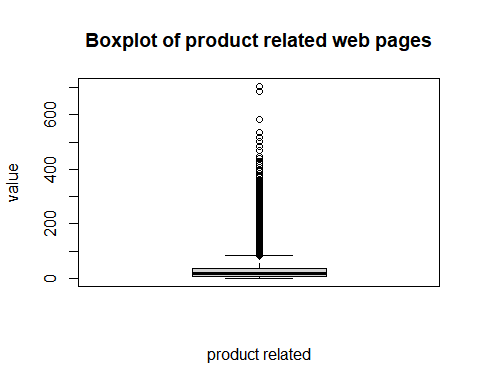 Boxplot of product related web pages
value
600
400
200
0
product related